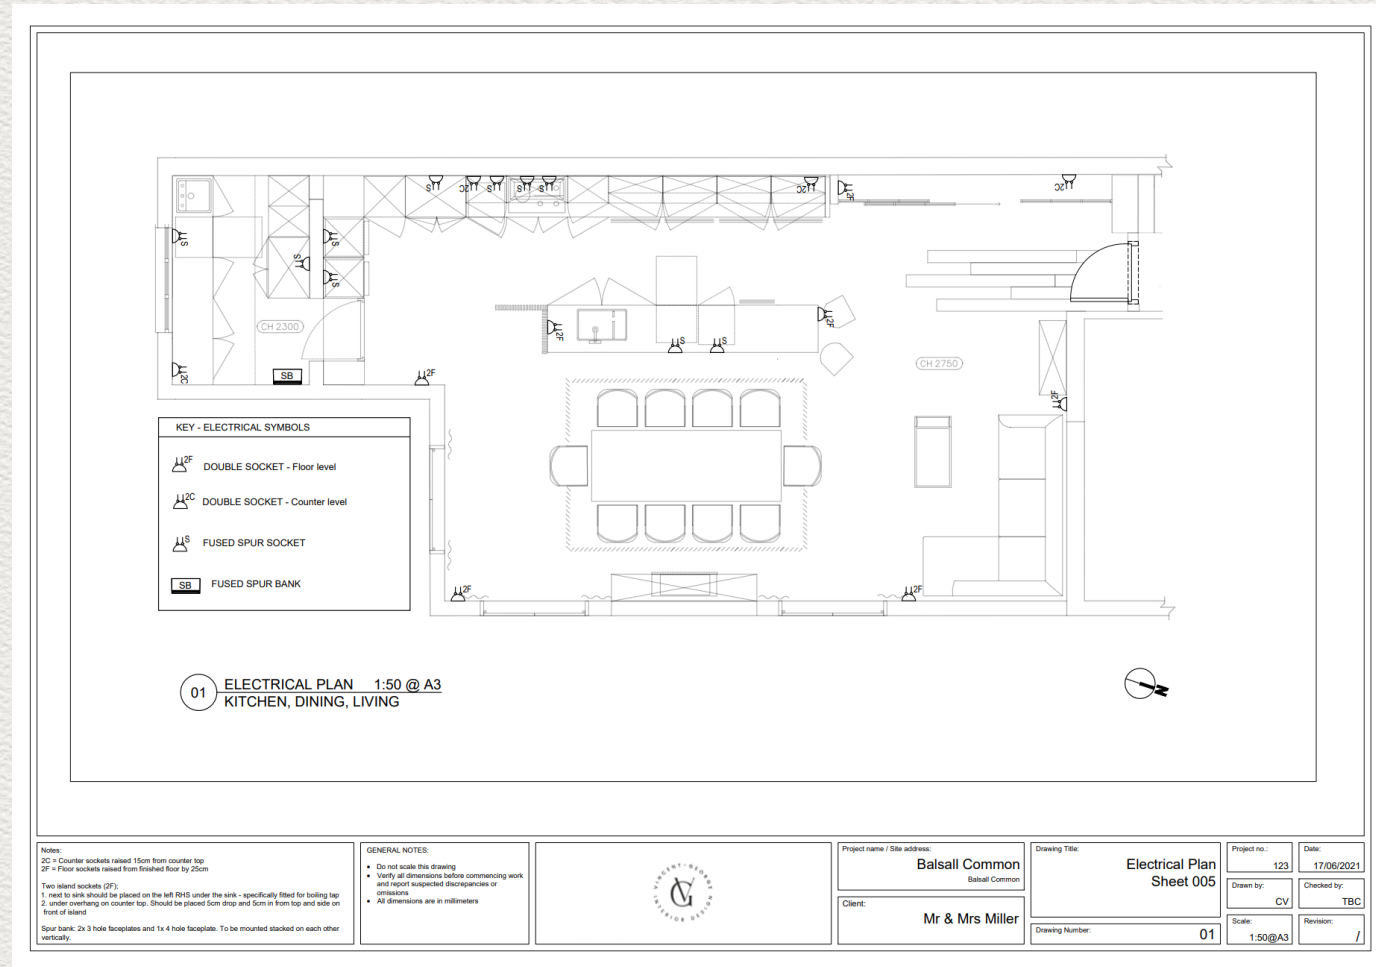 S
2C
S
S
S
2C
2F
2C
S
S
S
S
CH 2300
2F
S
S
2F
CH 2750
2C
SB
2F
2F
KEY - ELECTRICAL SYMBOLS
2F
DOUBLE SOCKET - Floor level
2C
DOUBLE SOCKET - Counter level
S
FUSED SPUR SOCKET
SB
FUSED SPUR BANK
2F
2F
01
ELECTRICAL PLAN 1:50 @ A3
KITCHEN, DINING, LIVING
N
Notes:
2C = Counter sockets raised 15cm from counter top
2F = Floor sockets raised from finished floor by 25cm
Two island sockets (2F);
1. next to sink should be placed on the left RHS under the sink - specifically fitted for boiling tap
2. under overhang on counter top. Should be placed 5cm drop and 5cm in from top and side on
front of island
Spur bank: 2x 3 hole faceplates and 1x 4 hole faceplate. To be mounted stacked on each other
vertically.
GENERAL NOTES:
• Do not scale this drawing
• Verify all dimensions before commencing work
and report suspected discrepancies or
omissions
• All dimensions are in millimeters
VINCENT-GEORGE
VG
INTERIOR DESIGN
Project name / Site address:
Balsall Common
Balsall Common
Client:
Mr & Mrs Miller
Drawing Title:
Electrical Plan
Sheet 005
Drawing Number:
01
Project no.:
123
Date:
17/06/2021
Drawn by:
CV
Checked by:
TBC
Scale:
1:50@A3
Revision:
/